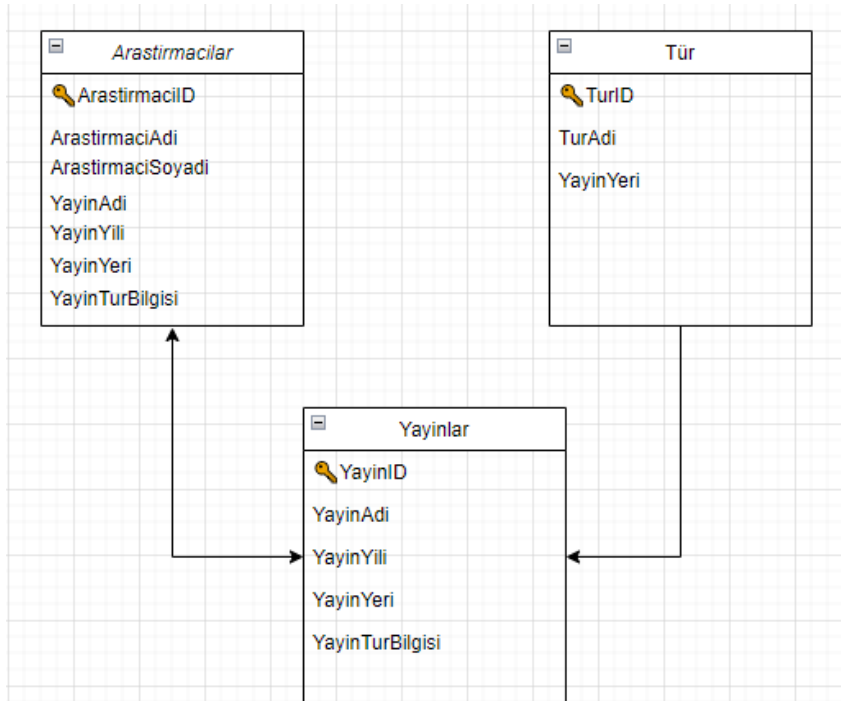 Arastirmacilar
ArastirmaciID
ArastirmaciAdi
ArastirmaciSoyadi
YayinAdi
YayinYili
YayinYeri
YayinTurBilgisi
Tür
TurID
TurAdi
YayinYeri
Yayinlar
YayinID
YayinAdi
YayinYili
YayinYeri
YayinTurBilgisi